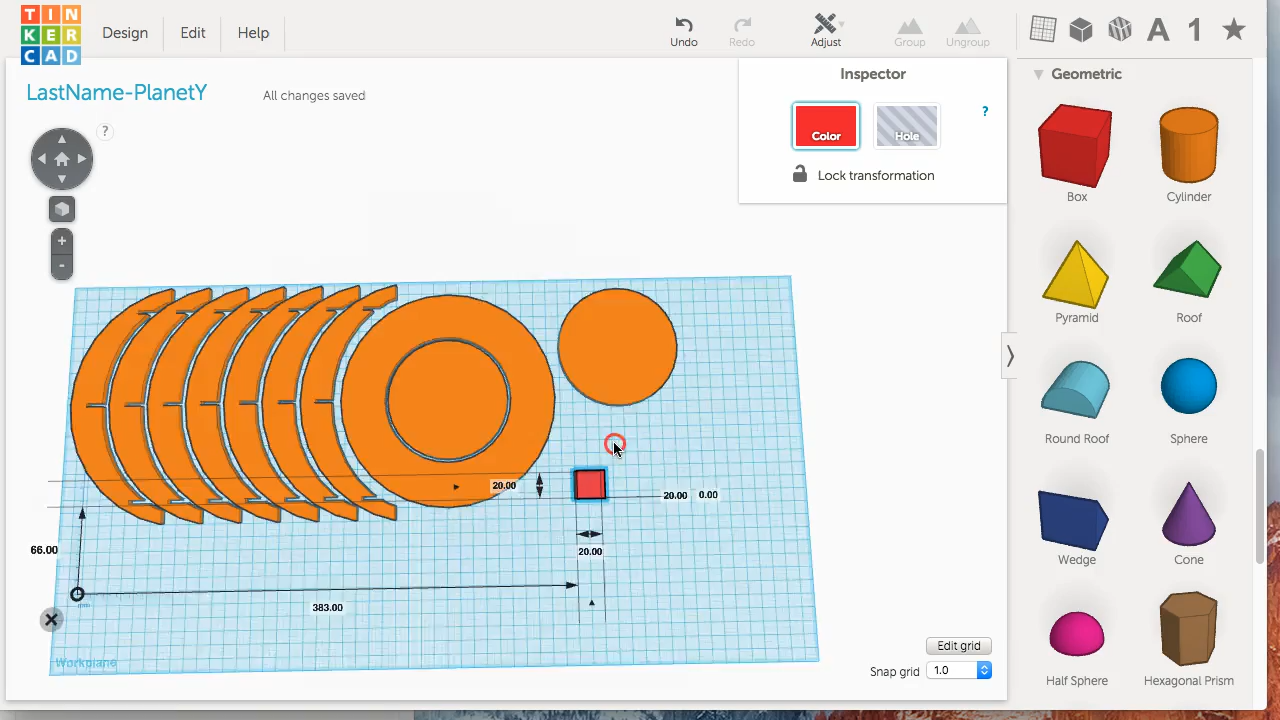 TIN
KER
CAD
Design
Edit
Help
Undo
Redo
Adjust
Group
Ungroup
A
1
LastName-PlanetY
All changes saved
Inspector
Color
Hole
?
Lock transformation
?
+
-
Geometric
Box
Cylinder
Pyramid
Roof
Round Roof
Sphere
Wedge
Cone
Half Sphere
Hexagonal Prism
20.00
20.00
0.00
20.00
66.00
383.00
Workplane
Edit grid
Snap grid
1.0